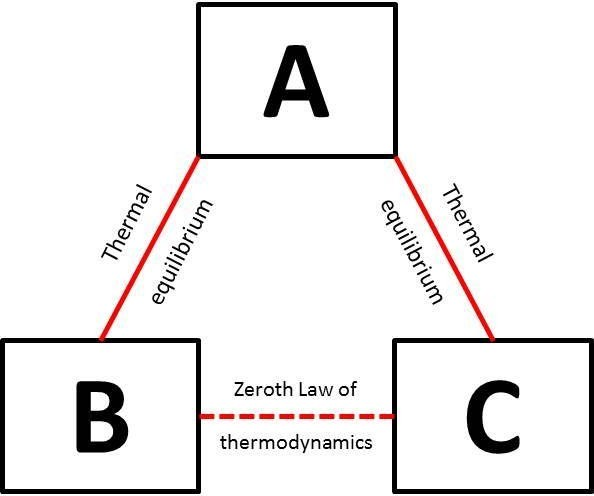 A
Thermal
equilibrium
Thermal
equilibrium
B
Zeroth Law of
thermodynamics
C